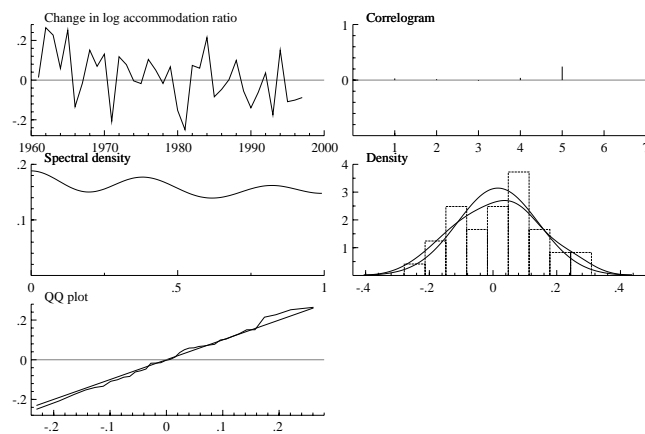 Change in log accommodation ratio
.2
0
-.2
1960 1970 1980 1990 2000
Correlogram
1
0
0 1 2 3 4 5 6 7
Spectral density
.2
.1
0 .5 1
Density
4
3
2
1
-.4 -.2 0 .2 .4
QQ plot
.2
0
-.2
-.2 -.1 0 .1 .2